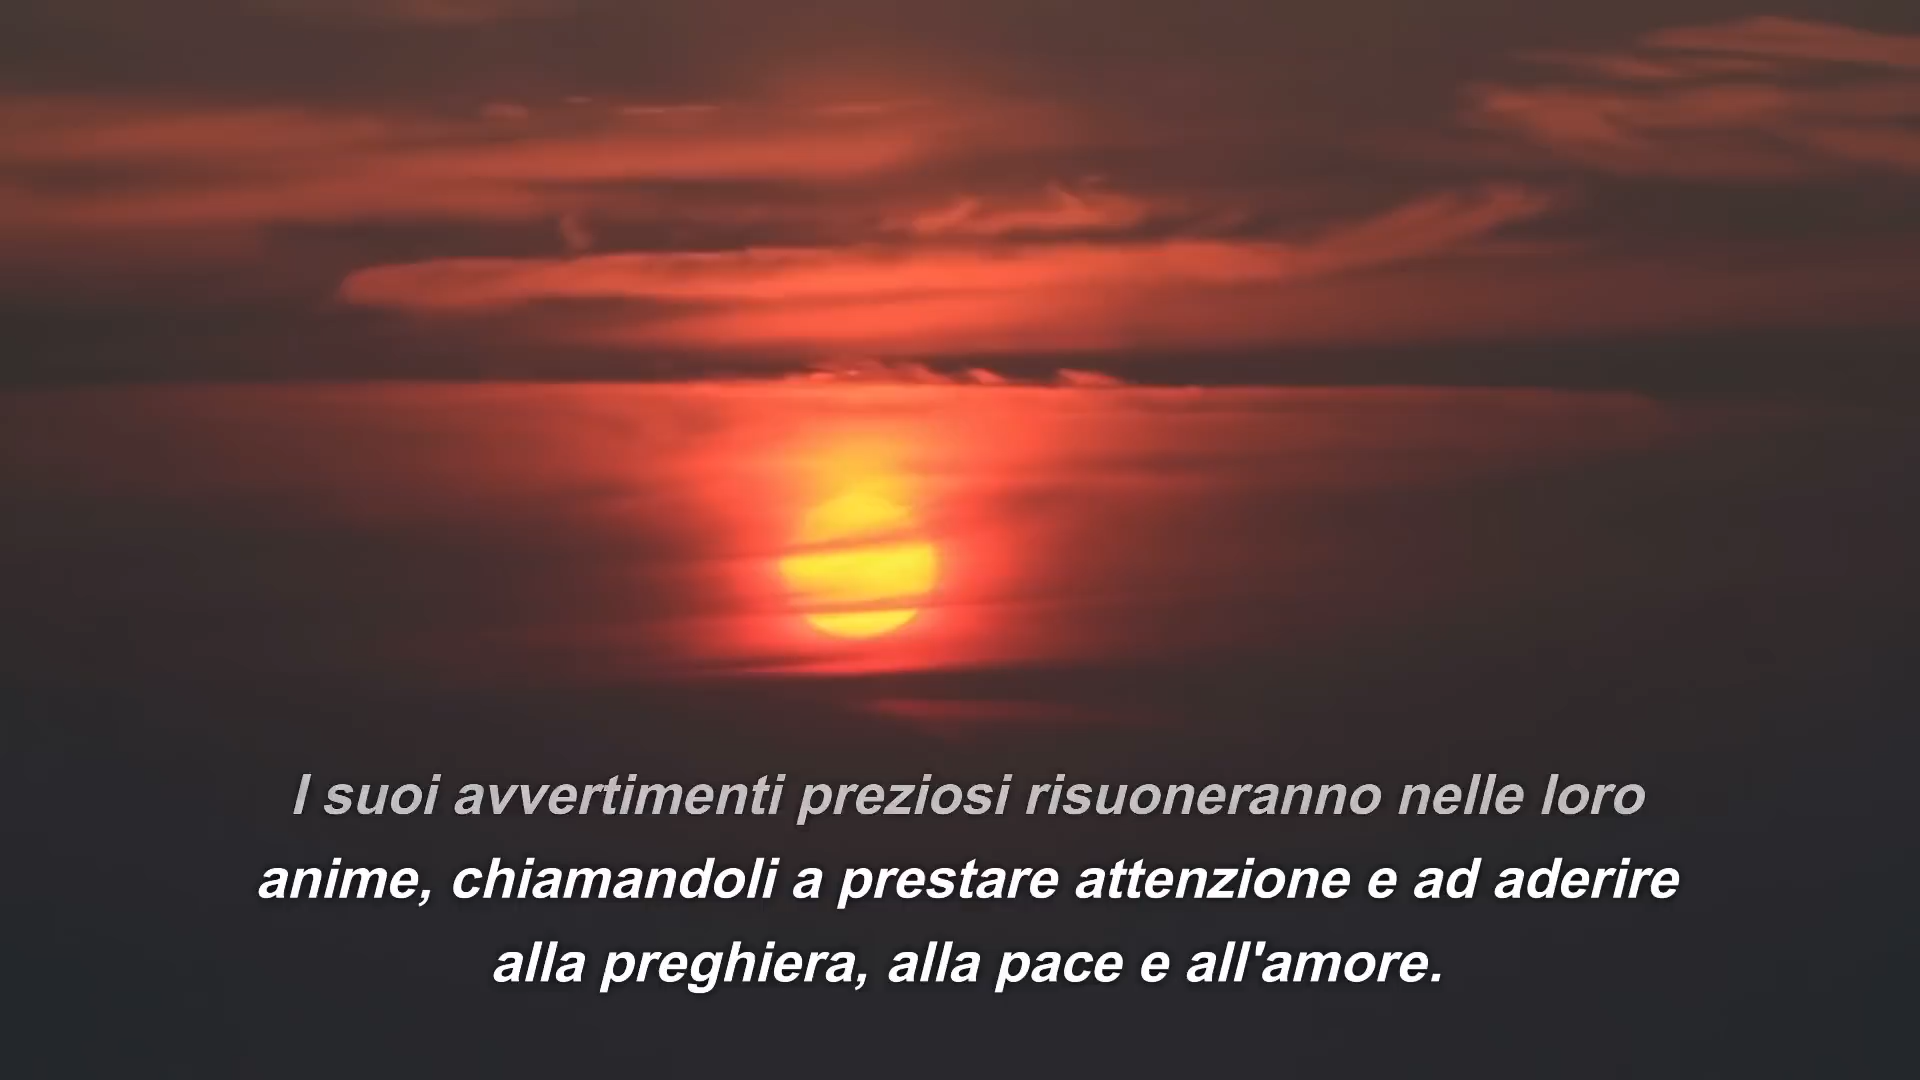 I suoi avvertimenti preziosi risuoneranno nelle loro
anime, chiamandoli a prestare attenzione e ad aderire
alla preghiera, alla pace e all'amore.